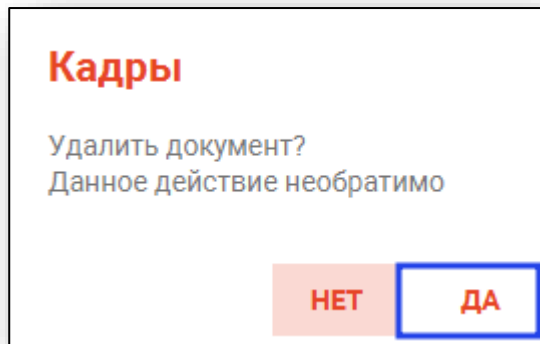 Кадры
Удалить документ?
Данное действие необратимо
НЕТ ДА